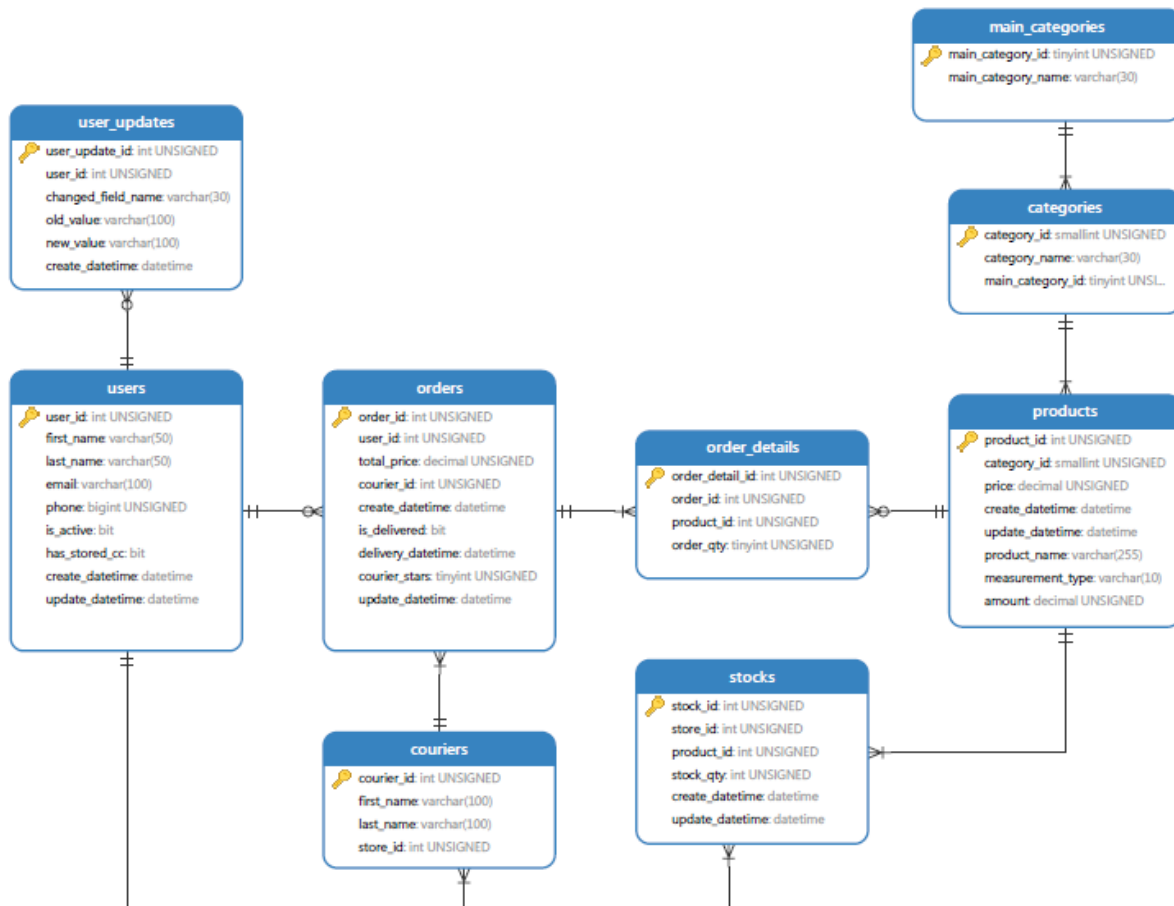 main_categories
main_category_id: tinyint UNSIGNED
main_category_name: varchar(30)
user_updates
user_update_id: int UNSIGNED
user_id: int UNSIGNED
changed_field_name: varchar(30)
old_value: varchar(100)
new_value: varchar(100)
create_datetime: datetime
categories
category_id: smallint UNSIGNED
category_name: varchar(30)
main_category_id: tinyint UNSI...
users
user_id: int UNSIGNED
first_name: varchar(50)
last_name: varchar(50)
email: varchar(100)
phone: bigint UNSIGNED
is_active: bit
has_stored_cc: bit
create_datetime: datetime
update_datetime: datetime
orders
order_id: int UNSIGNED
user_id: int UNSIGNED
total_price: decimal UNSIGNED
courier_id: int UNSIGNED
create_datetime: datetime
is_delivered: bit
delivery_datetime: datetime
courier_stars: tinyint UNSIGNED
update_datetime: datetime
order_details
order_detail_id: int UNSIGNED
order_id: int UNSIGNED
product_id: int UNSIGNED
order_qty: tinyint UNSIGNED
products
product_id: int UNSIGNED
category_id: smallint UNSIGNED
price: decimal UNSIGNED
create_datetime: datetime
update_datetime: datetime
product_name: varchar(255)
measurement_type: varchar(10)
amount: decimal UNSIGNED
couriers
courier_id: int UNSIGNED
first_name: varchar(100)
last_name: varchar(100)
store_id: int UNSIGNED
stocks
stock_id: int UNSIGNED
store_id: int UNSIGNED
product_id: int UNSIGNED
stock_qty: int UNSIGNED
create_datetime: datetime
update_datetime: datetime